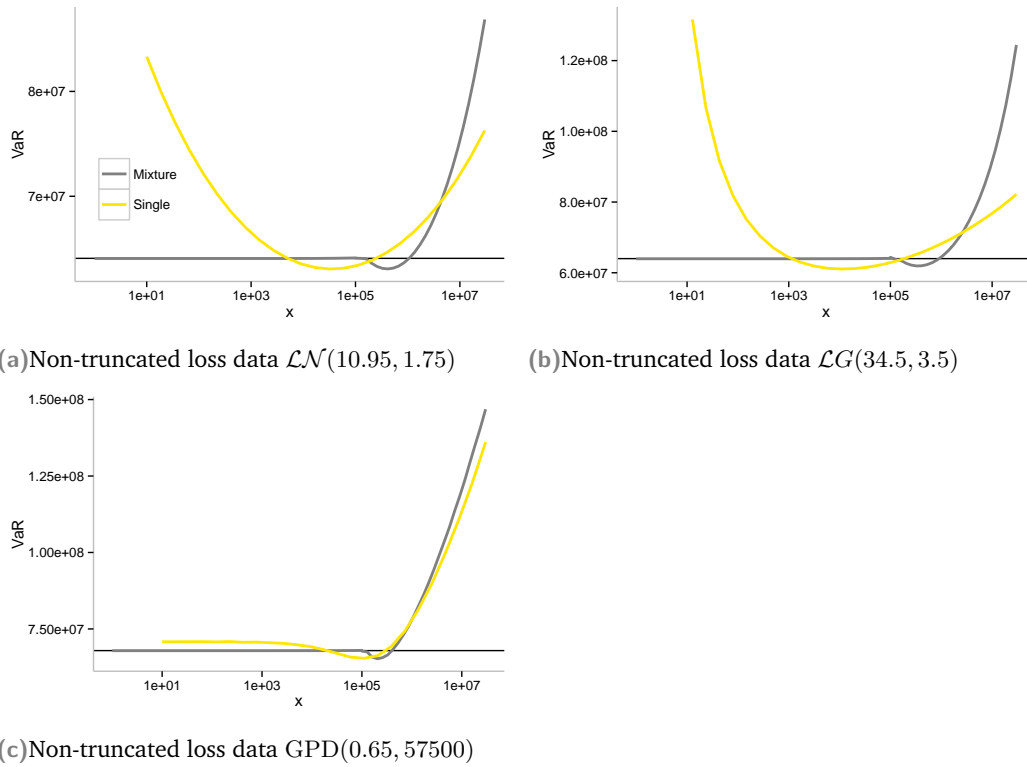 8e+07
7e+07
VaR
Mixture
Single
1e+01 1e+03 1e+05 1e+07
x
1.2e+08
1.0e+08
8.0e+07
6.0e+07
VaR
1e+01 1e+03 1e+05 1e+07
x
(a)Non-truncated loss data ℒ𝒩(10.95, 1.75)
(b)Non-truncated loss data ℒG(34.5, 3.5)
1.50e+08
1.25e+08
1.00e+08
7.50e+07
VaR
1e+01 1e+03 1e+05 1e+07
x
(c)Non-truncated loss data GPD(0.65, 57500)